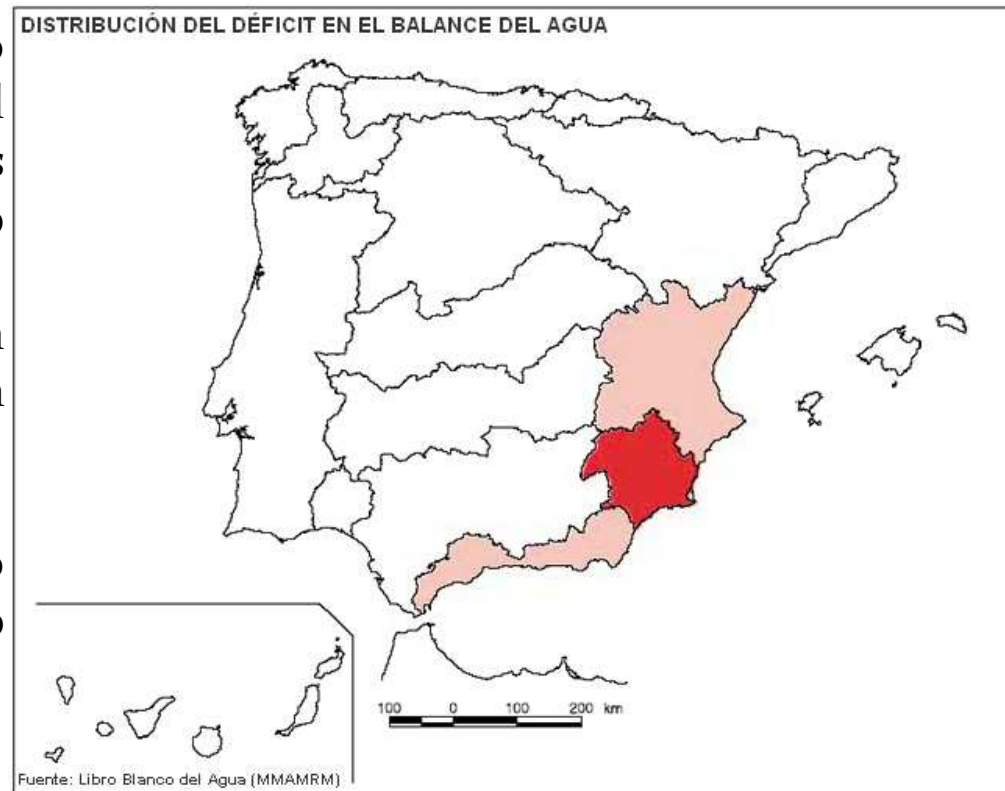 DISTRIBUCIÓN DEL DÉFICIT EN EL BALANCE DEL AGUA
100 0 100 200 km
Fuente: Libro Blanco del Agua (MMAMRM)